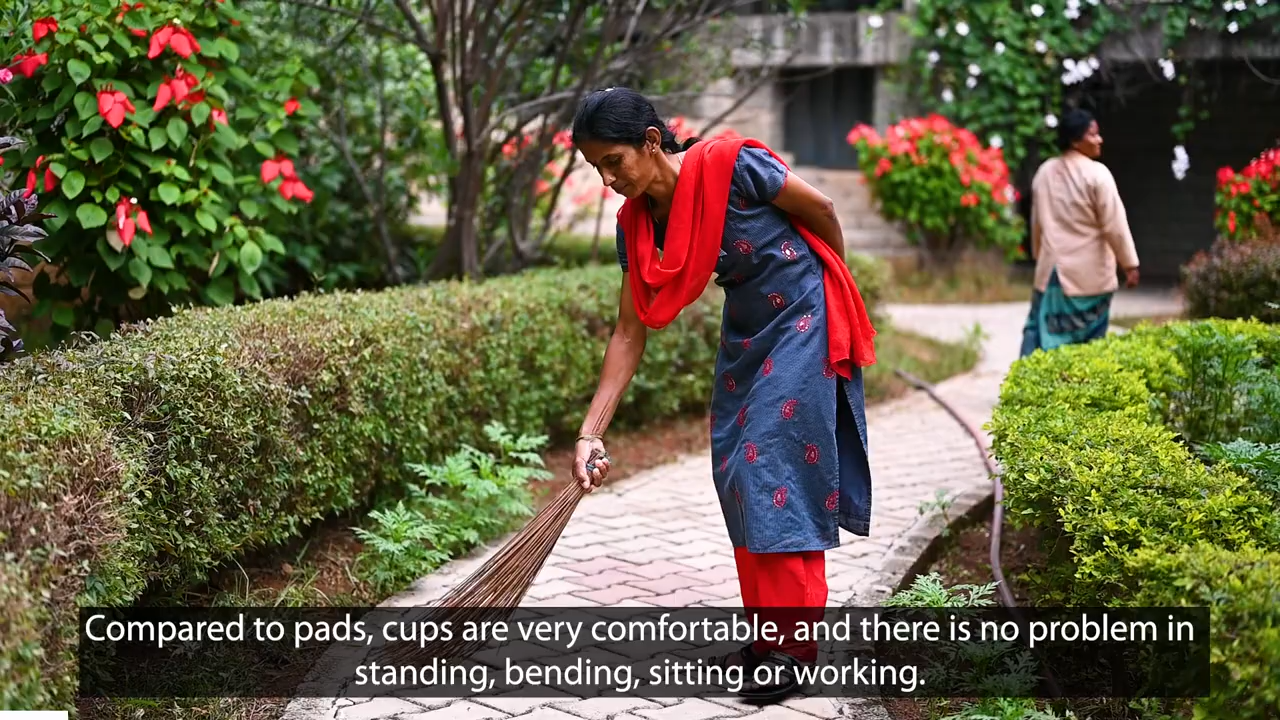 Compared to pads, cups are very comfortable, and there is no problem in
standing, bending, sitting or working.